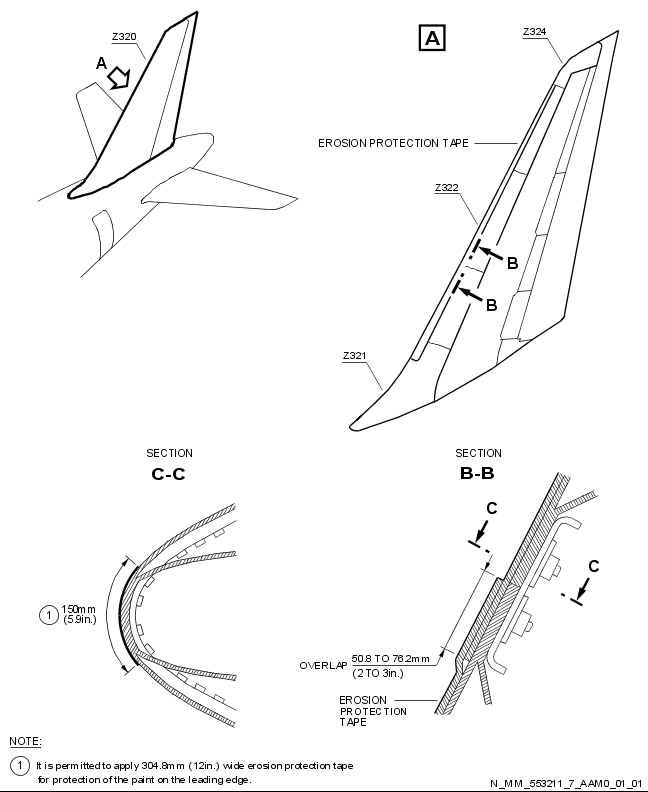 Z320
A
A
Z324
EROSION PROTECTION TAPE
Z322
B
B
Z321
SECTION
C-C
SECTION
B-B
C
C
1
150mm
(5.9in.)
OVERLAP
50.8 TO 76.2mm
(2 TO 3in.)
EROSION
PROTECTION
TAPE
NOTE:
1 It is permitted to apply 304.8mm (12in.) wide erosion protection tape
for protection of the paint on the leading edge.
N_MM_553211_7_AAM0_01_01